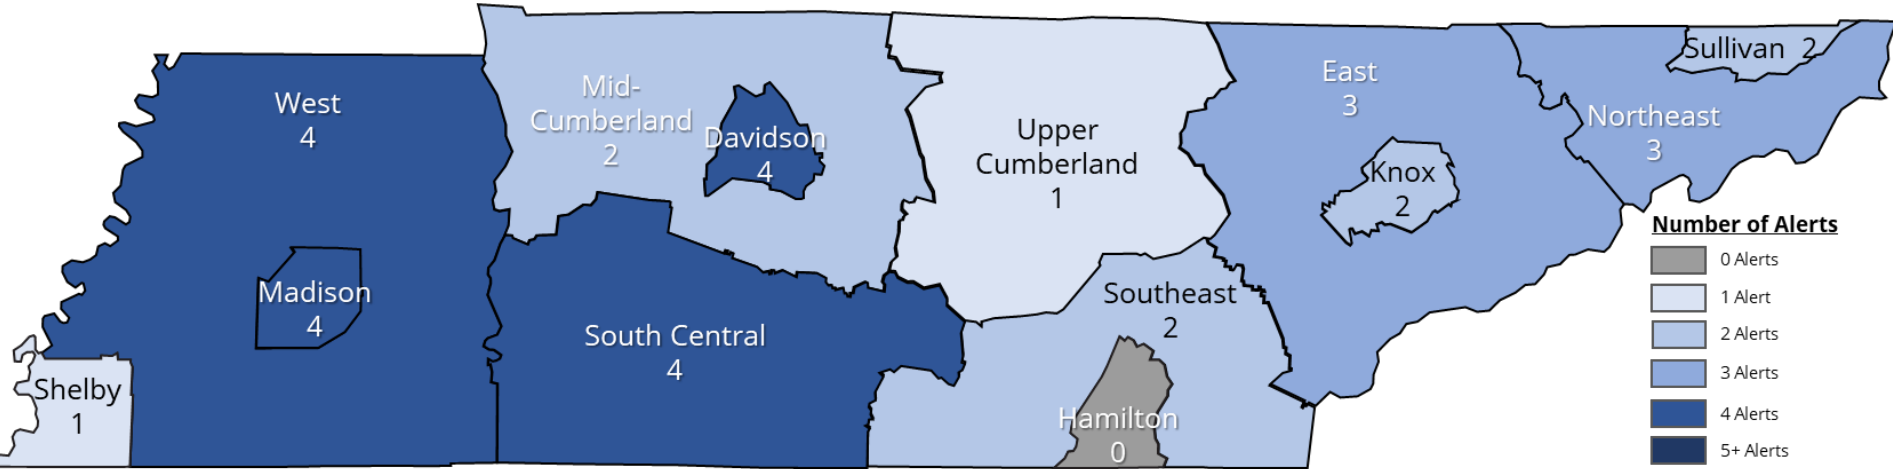 West
4
Madison
4
Shelby
1
Mid-
Cumberland
2
Davidson
4
South Central
4
Upper
Cumberland
1
Southeast
2
Hamilton
0
East
3
Knox
2
Northeast
3
Sullivan 2
Number of Alerts
0 Alerts
1 Alert
2 Alerts
3 Alerts
4 Alerts
5+ Alerts